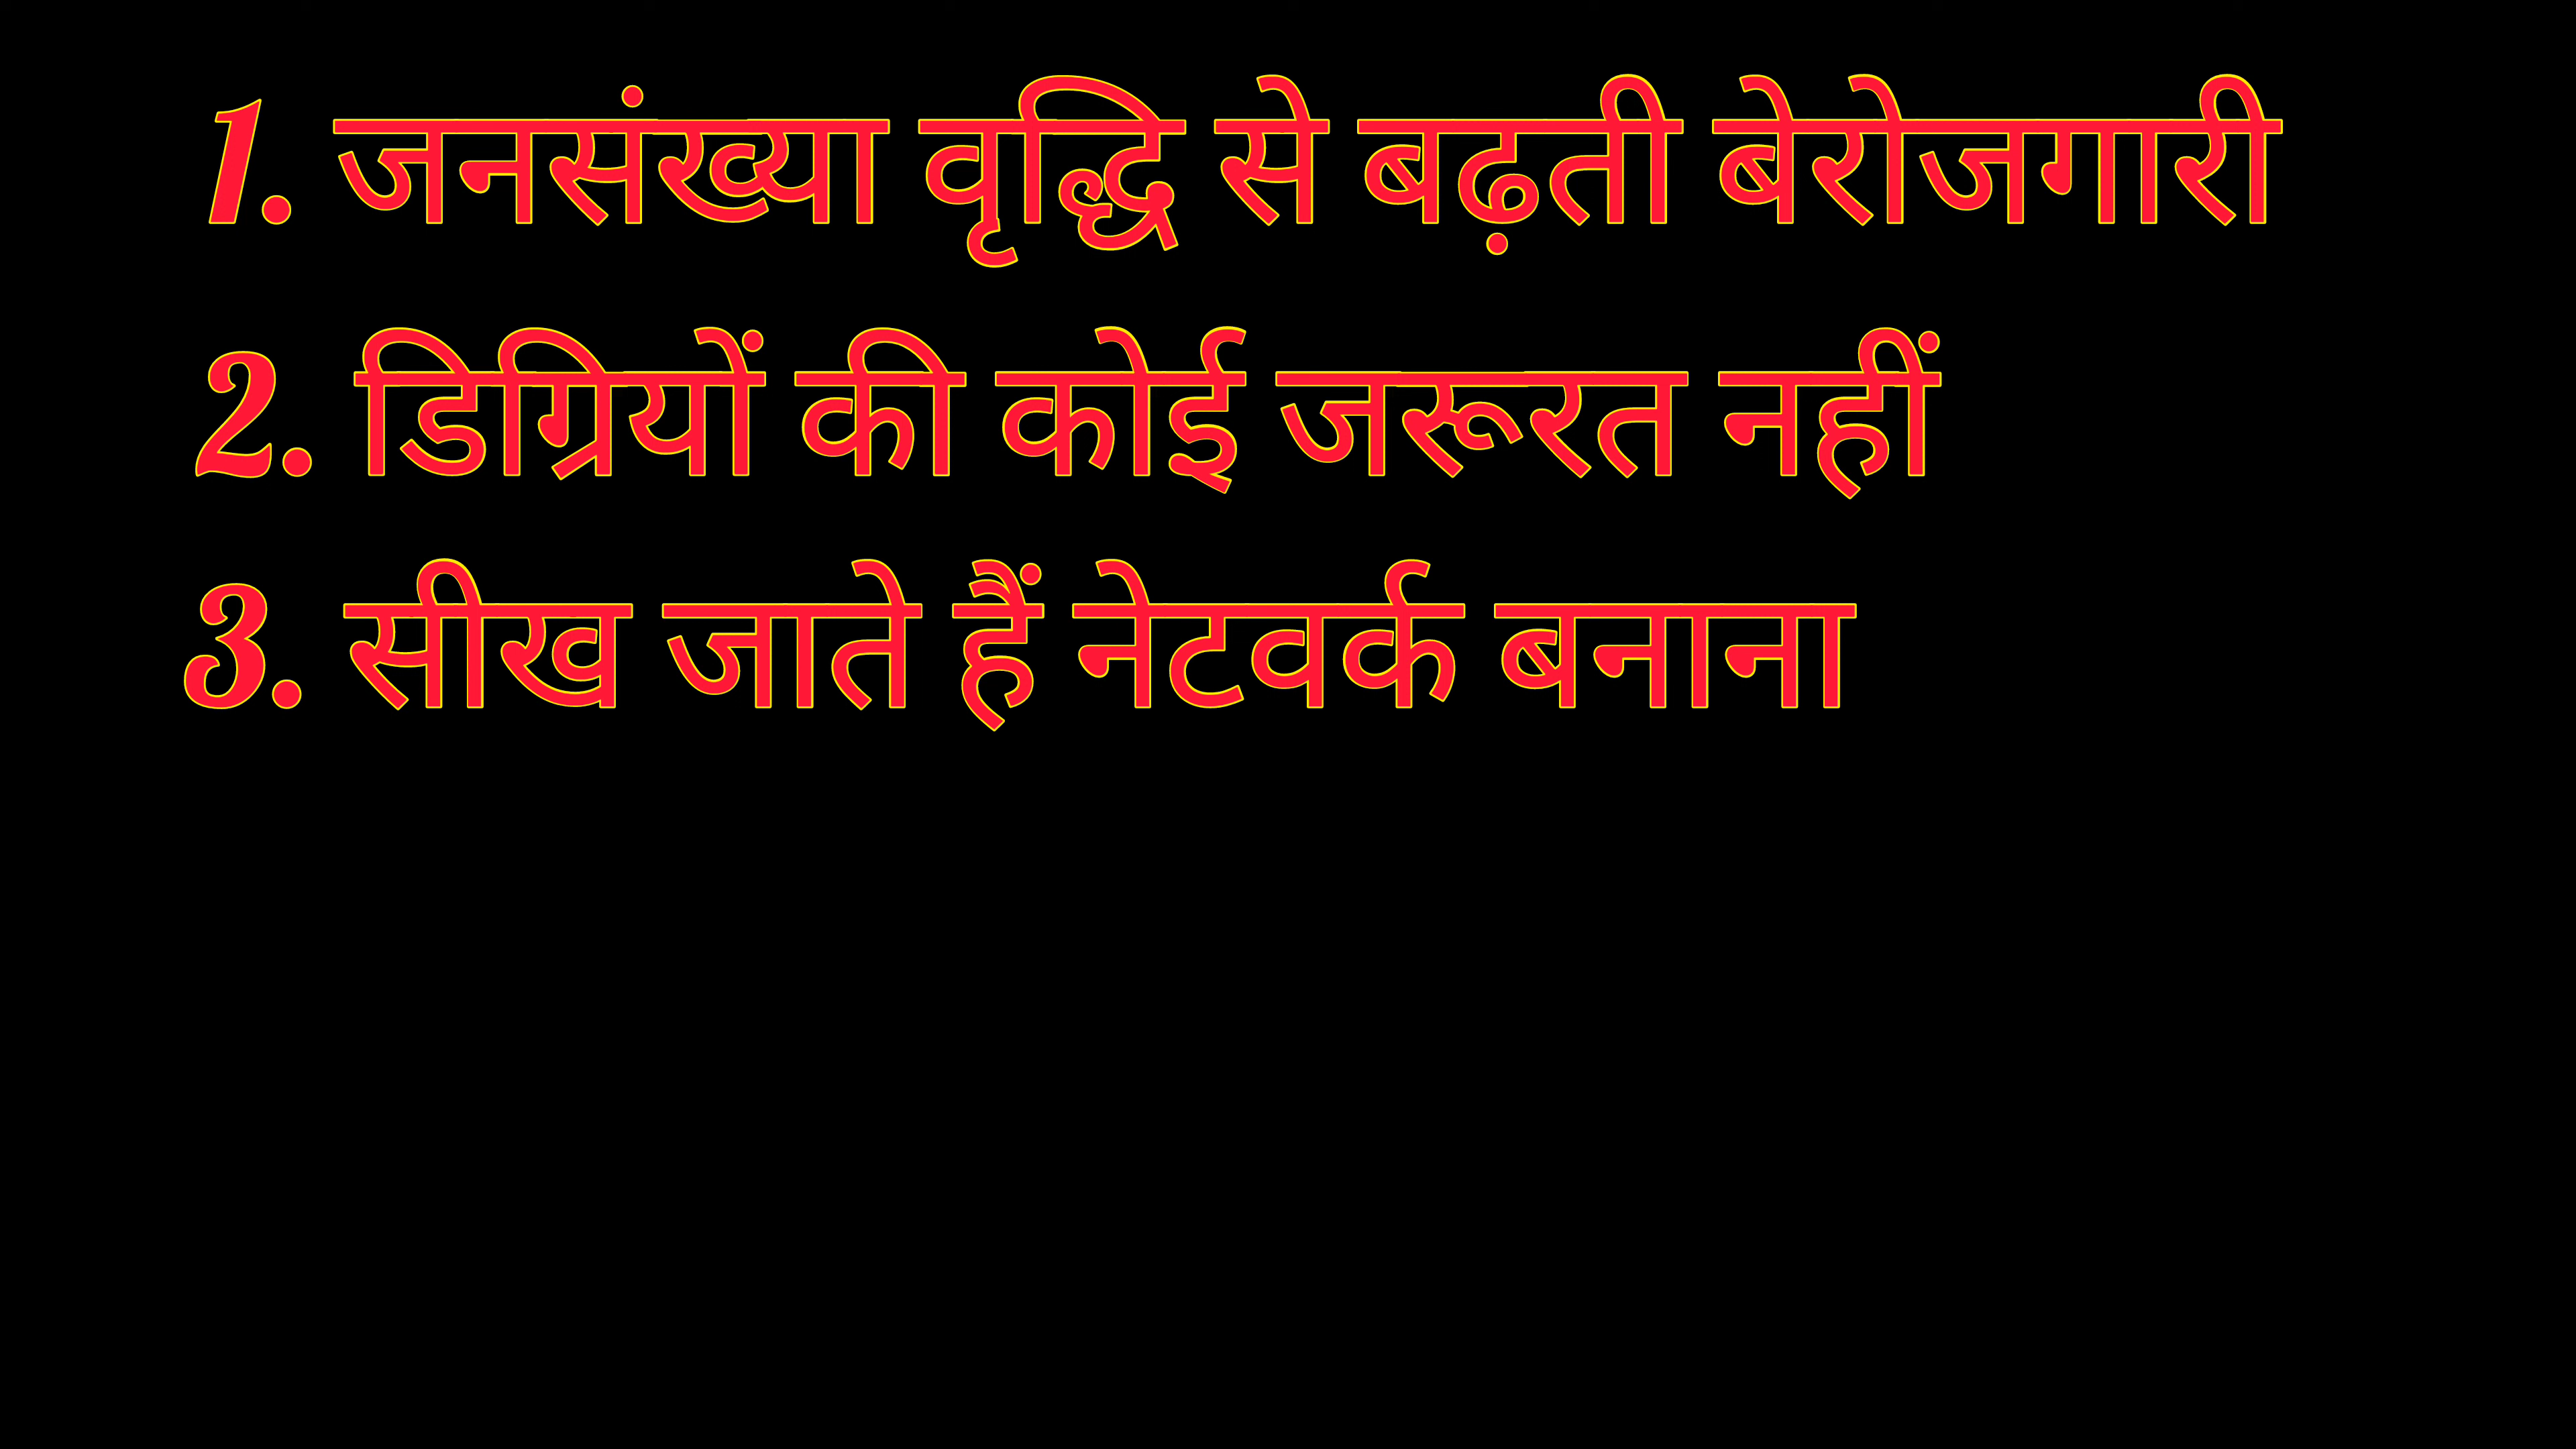 1. जनसंख्या वृद्धि से बढ़ती बेरोजगारी
2. डिग्रियों की कोई जरूरत नहीं
3. सीख जाते हैं नेटवर्क बनाना